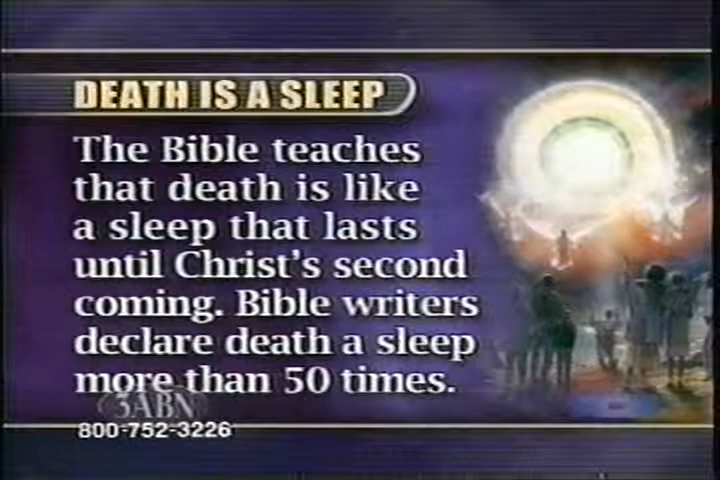 DEATH IS A SLEEP
The Bible teaches
that death is like
a sleep that lasts
until Christ's second
coming. Bible writers
declare death a sleep
more than 50 times.
3ABN
800-752-3226